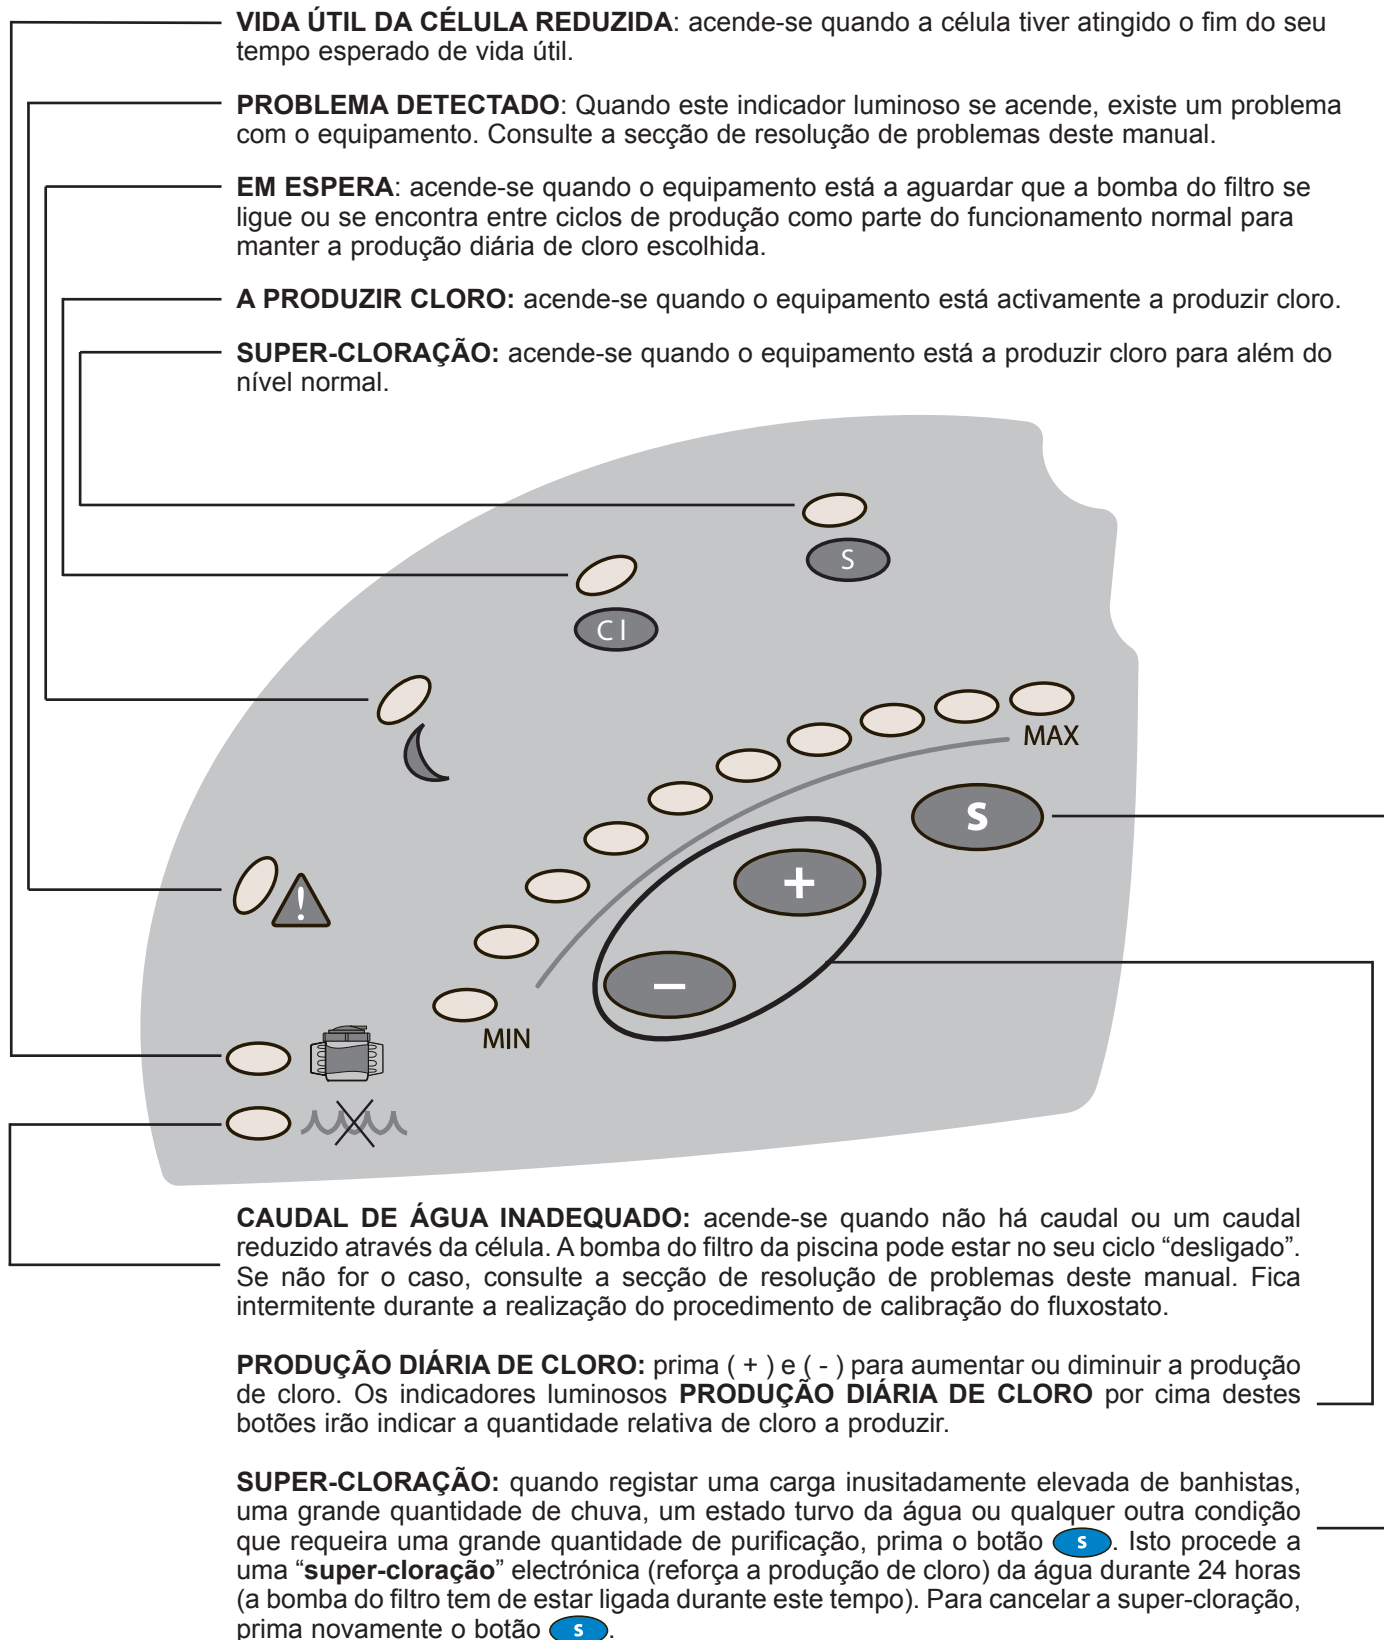 VIDA ÚTIL DA CÉLULA REDUZIDA: acende-se quando a célula tiver atingido o fim do seu
tempo esperado de vida útil.
PROBLEMA DETECTADO: Quando este indicador luminoso se acende, existe um problema
com o equipamento. Consulte a secção de resolução de problemas deste manual.
EM ESPERA: acende-se quando o equipamento está a aguardar que a bomba do filtro se
ligue ou se encontra entre ciclos de produção como parte do funcionamento normal para
manter a produção diária de cloro escolhida.
A PRODUZIR CLORO: acende-se quando o equipamento está activamente a produzir cloro.
SUPER-CLORAÇÃO: acende-se quando o equipamento está a produzir cloro para além do
nível normal.
S
Cl
MAX
S
+
!
−
MIN
CAUDAL DE ÁGUA INADEQUADO: acende-se quando não há caudal ou um caudal
reduzido através da célula. A bomba do filtro da piscina pode estar no seu ciclo “desligado”.
Se não for o caso, consulte a secção de resolução de problemas deste manual. Fica
intermitente durante a realização do procedimento de calibração do fluxostato.
PRODUÇÃO DIÁRIA DE CLORO: prima ( + ) e ( - ) para aumentar ou diminuir a produção
de cloro. Os indicadores luminosos PRODUÇÃO DIÁRIA DE CLORO por cima destes
botões irão indicar a quantidade relativa de cloro a produzir.
SUPER-CLORAÇÃO: quando registar uma carga inusitadamente elevada de banhistas,
uma grande quantidade de chuva, um estado turvo da água ou qualquer outra condição
que requeira uma grande quantidade de purificação, prima o botão S. Isto procede a
uma “super-cloração” electrónica (reforça a produção de cloro) da água durante 24 horas
(a bomba do filtro tem de estar ligada durante este tempo). Para cancelar a super-cloração,
prima novamente o botão S.